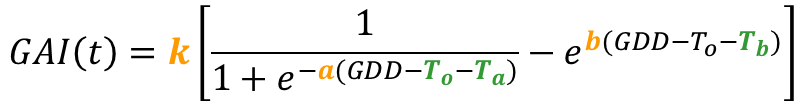 GAI(t) = k[1/(1 + e^{-a(GDD-T_o-T_a)}) - e^{b(GDD-T_o-T_b)}]